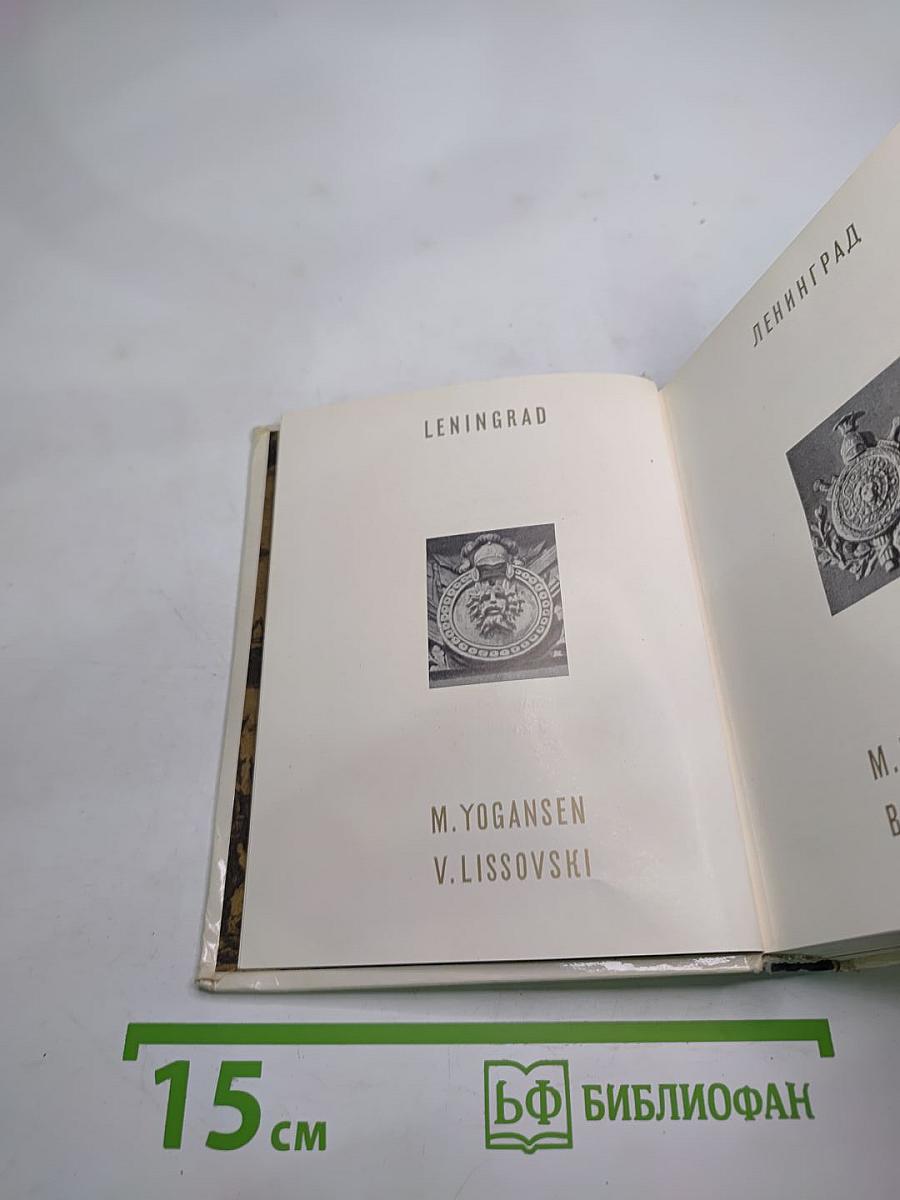 LENINGRAD
M. YOGANSEN
V. LISSOVSKI
ЛЕНИНГРАД
М.
В
15 см
БФ БИБЛИОФАН